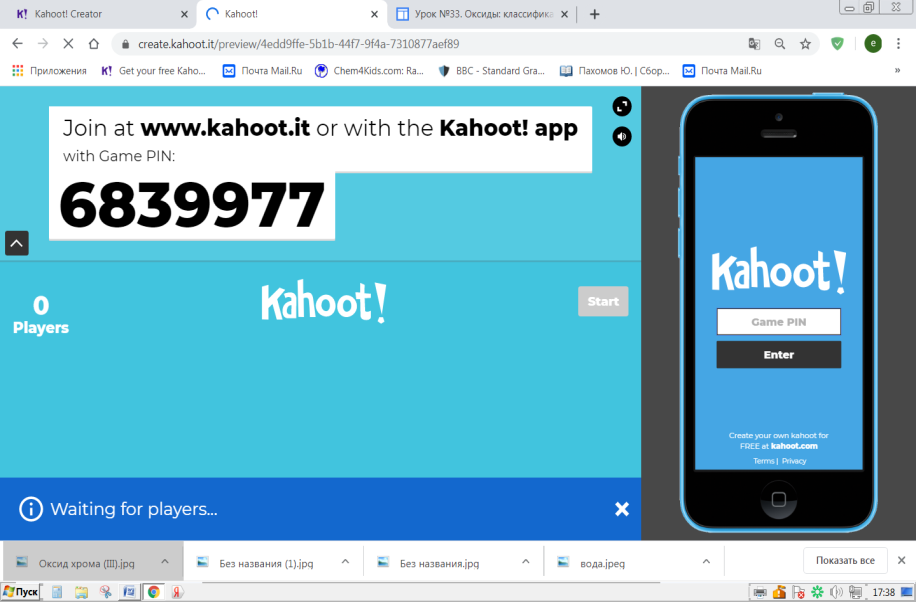 Kahoot! Creator
Kahoot!
Урок №33. Оксиды: классифика
create.kahoot.it/preview/4edd9ffe-5b1b-44f7-9f4a-7310877aef89
e
Приложения
K! Get your free Kaho...
Почта Mail.Ru
Chem4Kids.com: Ra...
BBC - Standard Gra...
Пахомов Ю. | Сбор...
Почта Mail.Ru
»
Join at www.kahoot.it or with the Kahoot! app
with Game PIN:
6839977
0
Players
Kahoot!
Start
Waiting for players...
Kahoot!
Game PIN
Enter
Create your own kahoot for
FREE at kahoot.com
Terms | Privacy
Оксид хрома (III).jpg
Без названия (1).jpg
Без названия.jpg
вода.jpeg
Показать все
Пуск
17:38